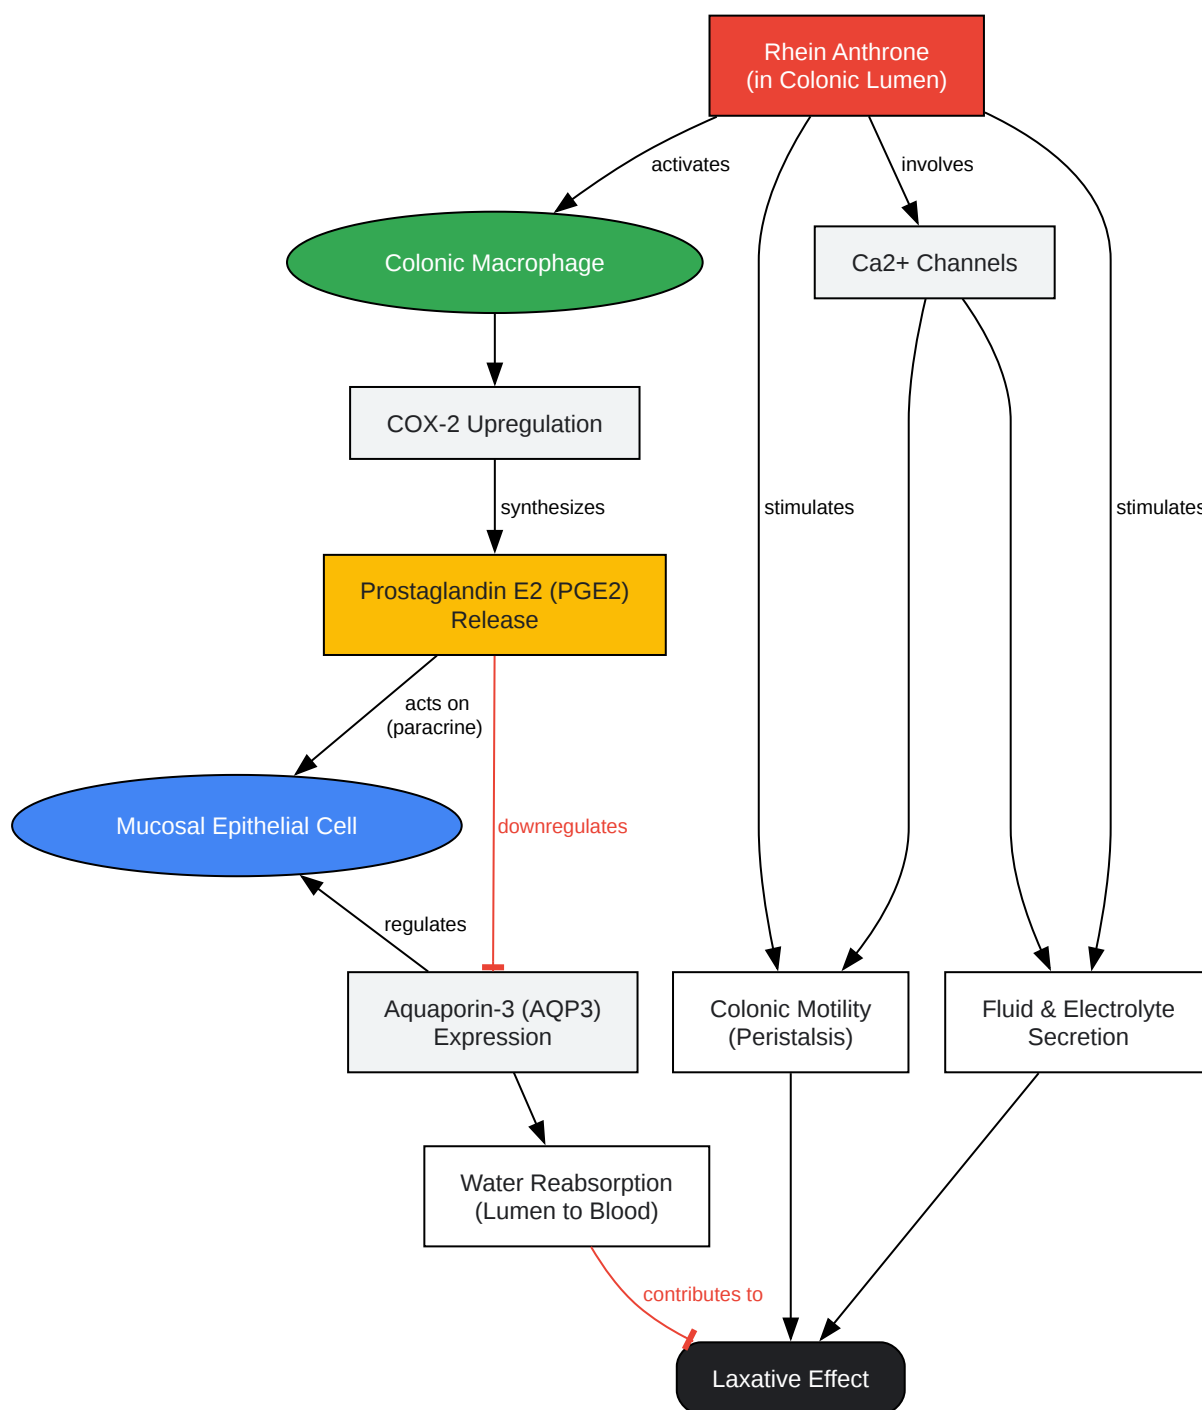 Rhein Anthrone
(in Colonic Lumen)
activates
involves
Colonic Macrophage
Ca2+ Channels
COX-2 Upregulation
synthesizes
stimulates
stimulates
Prostaglandin E2 (PGE2)
Release
acts on
(paracrine)
Mucosal Epithelial Cell
downregulates
regulates
Aquaporin-3 (AQP3)
Expression
Colonic Motility
(Peristalsis)
Fluid & Electrolyte
Secretion
Water Reabsorption
(Lumen to Blood)
contributes to
Laxative Effect